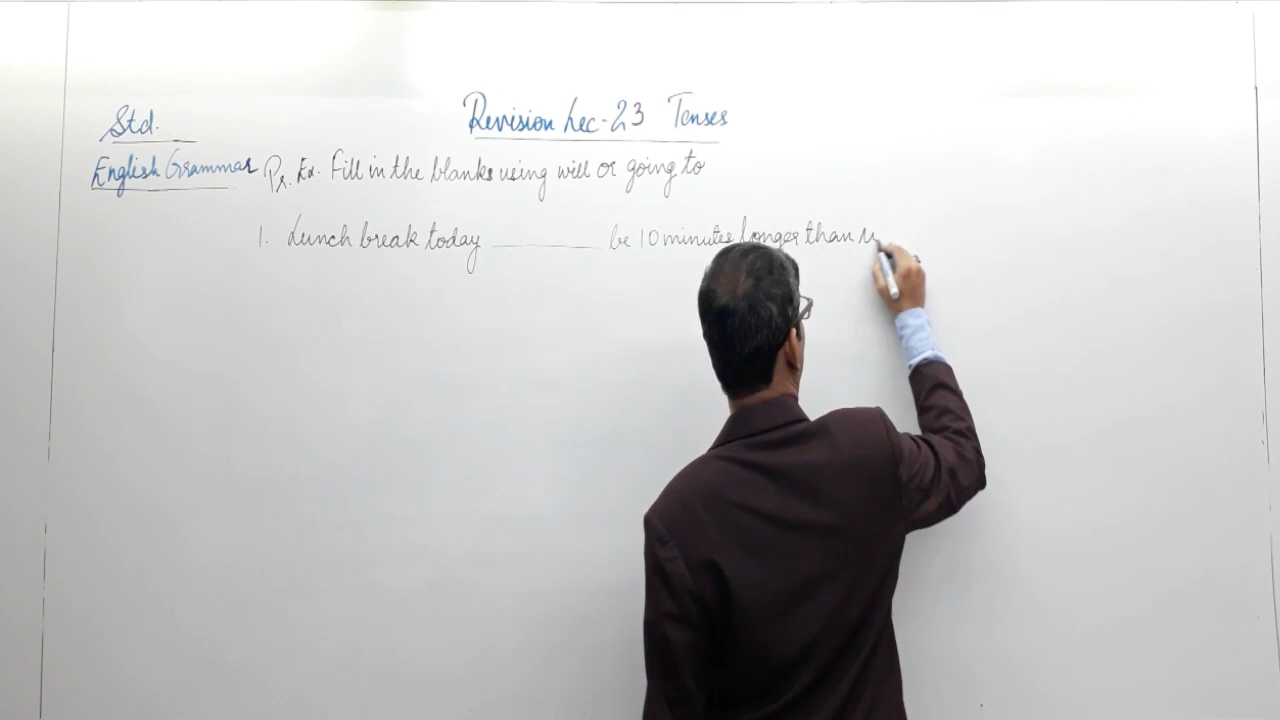 Revision Lec-23 Tenses
Std.
English Grammar Pr. Ex. Fill in the blanks using will or going to
1. Lunch break today ________ be 10 minutes longer than u